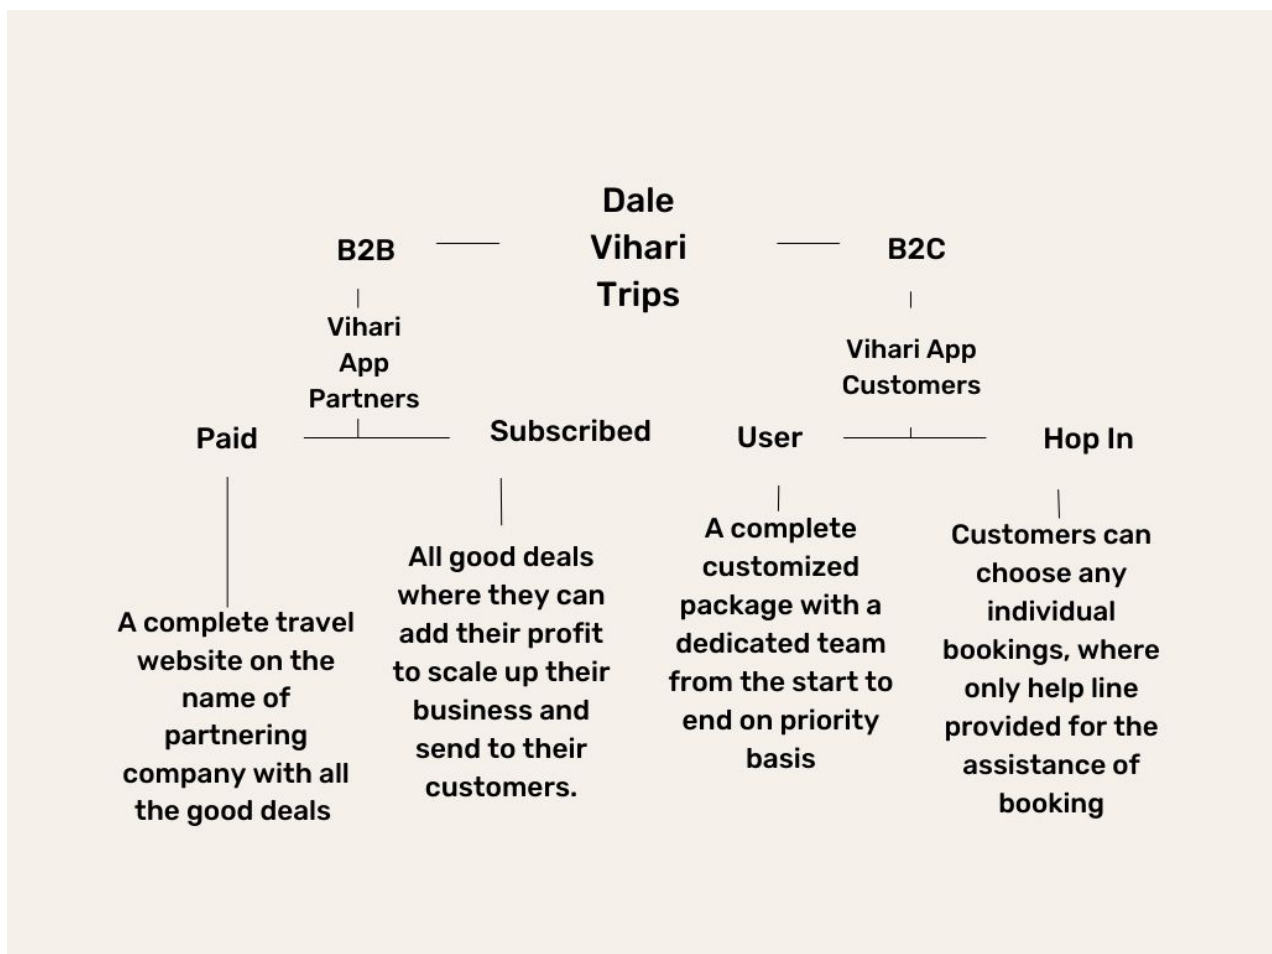 Dale
Vihari
Trips
B2B
B2C
Vihari
App
Partners
Vihari App
Customers
Paid
Subscribed
User
Hop In
A complete travel
website on the
name of
partnering
company with all
the good deals
All good deals
where they can
add their profit
to scale up their
business and
send to their
customers.
A complete
customized
package with a
dedicated team
from the start to
end on priority
basis
Customers can
choose any
individual
bookings, where
only help line
provided for the
assistance of
booking